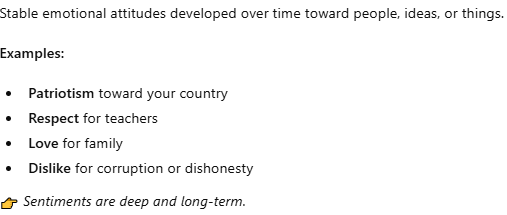 Stable emotional attitudes developed over time toward people, ideas, or things.
Examples:
• Patriotism toward your country
• Respect for teachers
• Love for family
• Dislike for corruption or dishonesty
👉 Sentiments are deep and long-term.